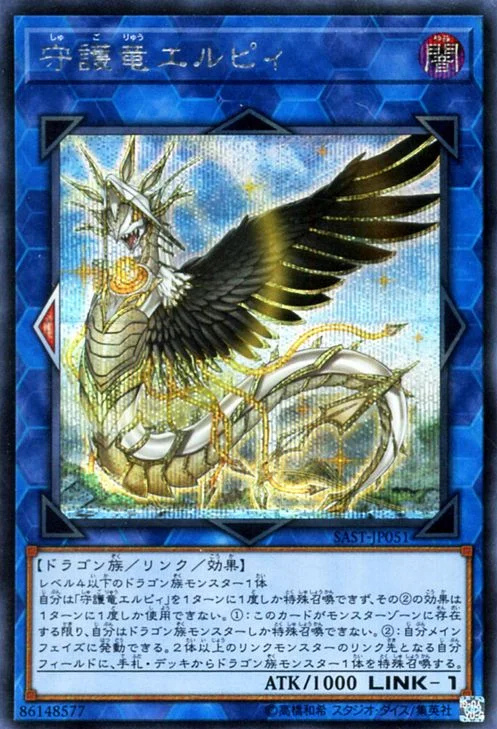 守護竜エルピィ
闇
SAST-JP051
【ドラゴン族／リンク／効果】
レベル4以下のドラゴン族モンスター1体
自分は「守護竜エルピィ」を1ターンに1度しか特殊召喚できず、その②の効果は
1ターンに1度しか使用できない。①：このカードがモンスターゾーンに存在
する限り、自分はドラゴン族モンスターしか特殊召喚できない。②：自分メイン
フェイズに発動できる。2体以上のリンクモンスターのリンク先となる自分
フィールドに、手札・デッキからドラゴン族モンスター1体を特殊召喚する。
ATK/1000 LINK-1
86148577 ©高橋和希 スタジオ・ダイス/集英社